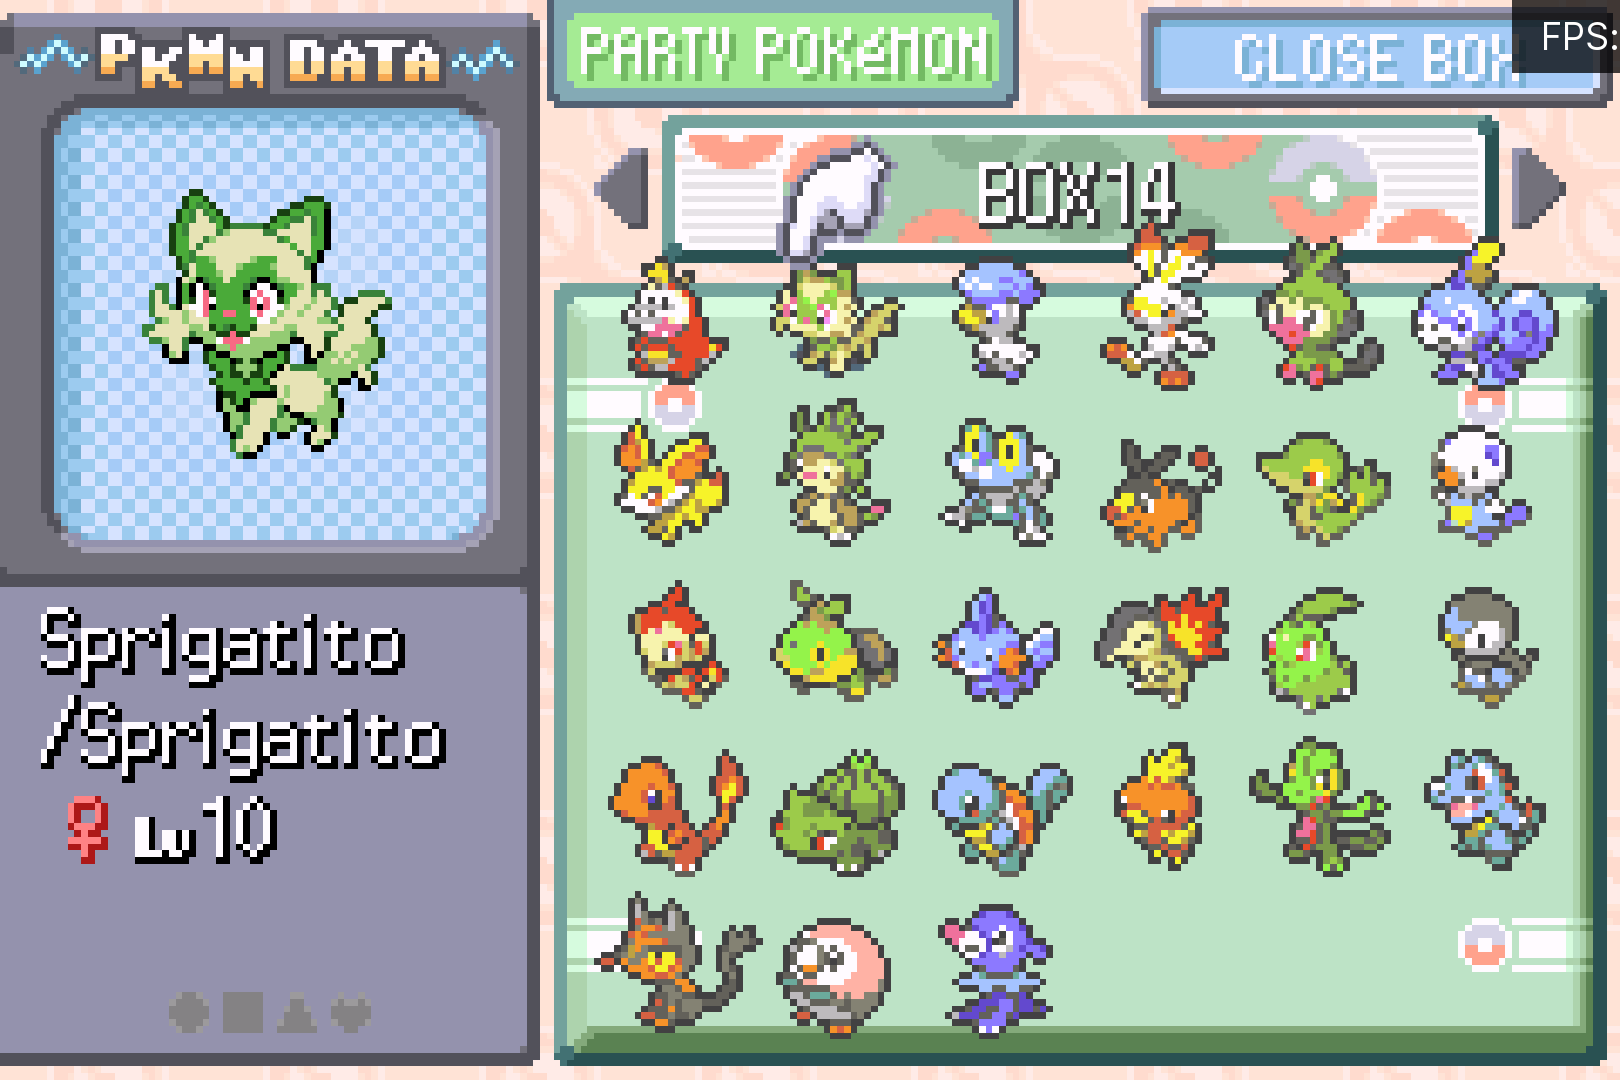 PKMN DATA
PARTY POKéMON
CLOSE BOX
FPS:
BOX14
Sprigatito
/Sprigatito
♀ Lv10